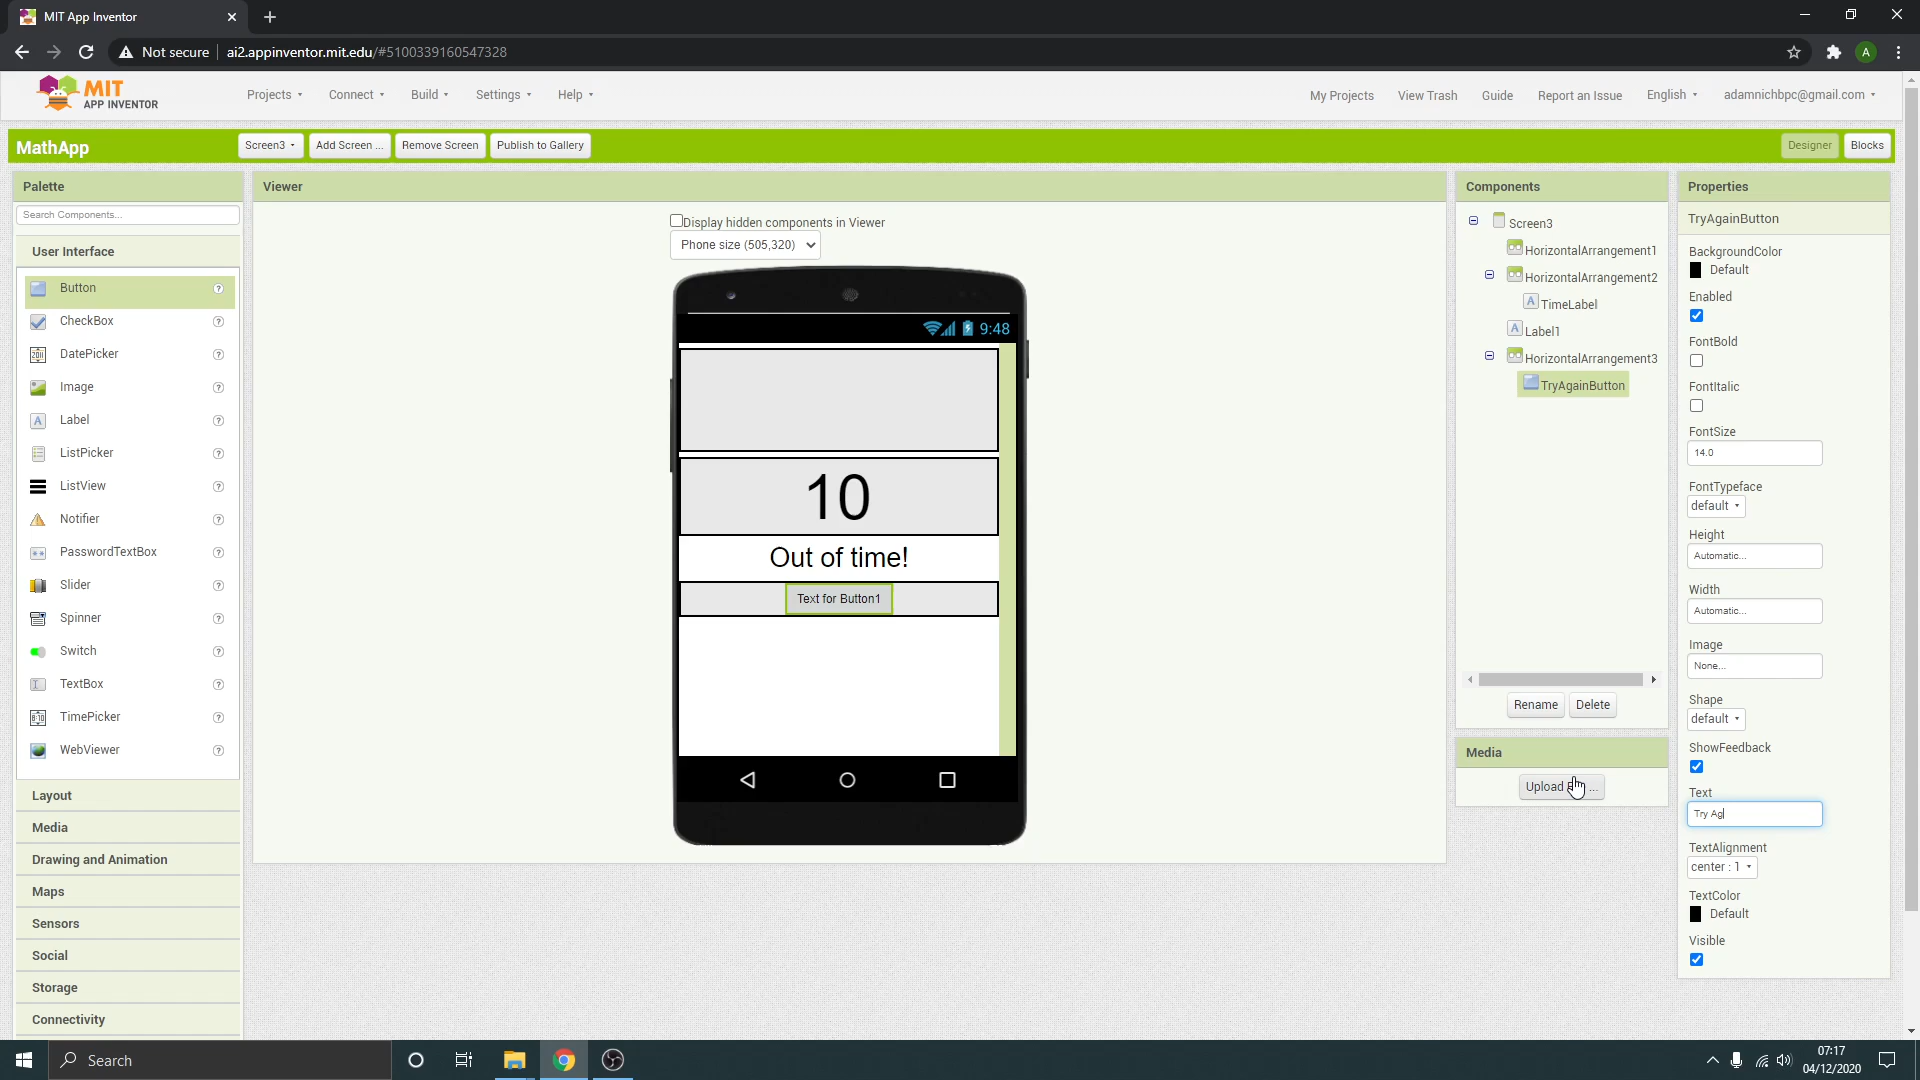 MIT App Inventor
Not secure
ai2.appinventor.mit.edu/#5100339160547328
A
MIT
APP INVENTOR
Projects
Connect
Build
Settings
Help
My Projects
View Trash
Guide
Report an Issue
English
adamnichbpc@gmail.com
MathApp
Screen3
Add Screen ...
Remove Screen
Publish to Gallery
Designer
Blocks
Palette
Search Components...
User Interface
Button
CheckBox
DatePicker
Image
Label
ListPicker
ListView
Notifier
PasswordTextBox
Slider
Spinner
Switch
TextBox
TimePicker
WebViewer
Layout
Media
Drawing and Animation
Maps
Sensors
Social
Storage
Connectivity
Viewer
Display hidden components in Viewer
Phone size (505,320)
9:48
10
Out of time!
Text for Button1
Components
Screen3
HorizontalArrangement1
HorizontalArrangement2
TimeLabel
Label1
HorizontalArrangement3
TryAgainButton
Rename
Delete
Media
Upload ...
Properties
TryAgainButton
BackgroundColor
Default
Enabled
FontBold
FontItalic
FontSize
14.0
FontTypeface
default
Height
Automatic...
Width
Automatic...
Image
None...
Shape
default
ShowFeedback
Text
Try Ag
TextAlignment
center : 1
TextColor
Default
Visible
Search
07:17
04/12/2020